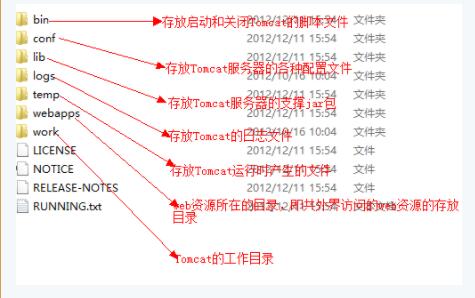 bin 2012/12/11 15:54 文件夹
存放启动和关闭Tomcat的脚本文件
conf 2012/12/11 15:54 文件夹
存放Tomcat服务器的各种配置文件
lib 2012/12/11 15:54 文件夹
logs 2012/10/16 10:04 文件夹
存放Tomcat服务器的支撑jar包
temp 2012/12/11 15:54 文件夹
webapps 2012/12/11 15:54 文件夹
存放Tomcat的日志文件
work 2012/10/16 10:04 文件夹
LICENSE 2012/12/11 15:54 文件
存放Tomcat运行时产生的文件
NOTICE 2012/12/11 15:54 文件
RELEASE-NOTES 2012/12/11 15:54 文件
RUNNING.txt 2012/12/11 15:54
web资源所在的目录，即共外界访问的web资源的存放
目录
Tomcat的工作目录